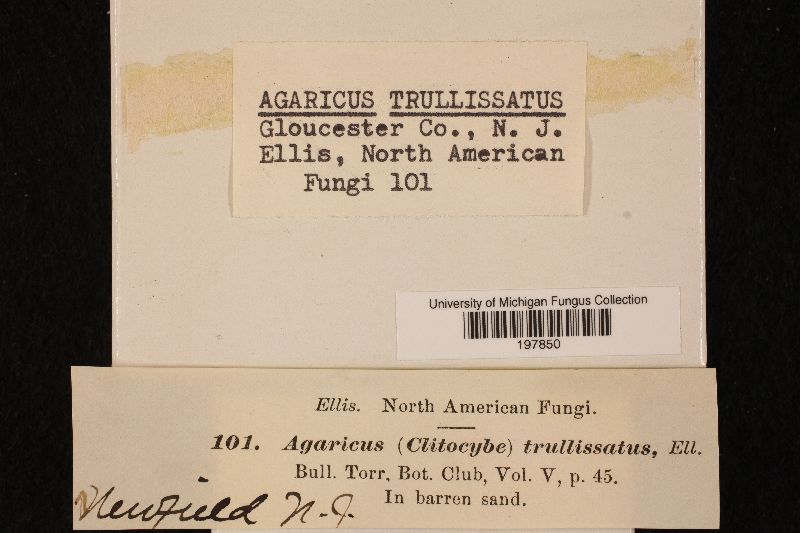 AGARICUS TRULLISSATUS
Gloucester Co., N. J.
Ellis, North American
Fungi 101
University of Michigan Fungus Collection
197850
Ellis. North American Fungi.
101. Agaricus (Clitocybe) trullissatus, Ell.
Bull. Torr, Bot. Club, Vol. V, p. 45.
In barren sand.
Newfield N.J.